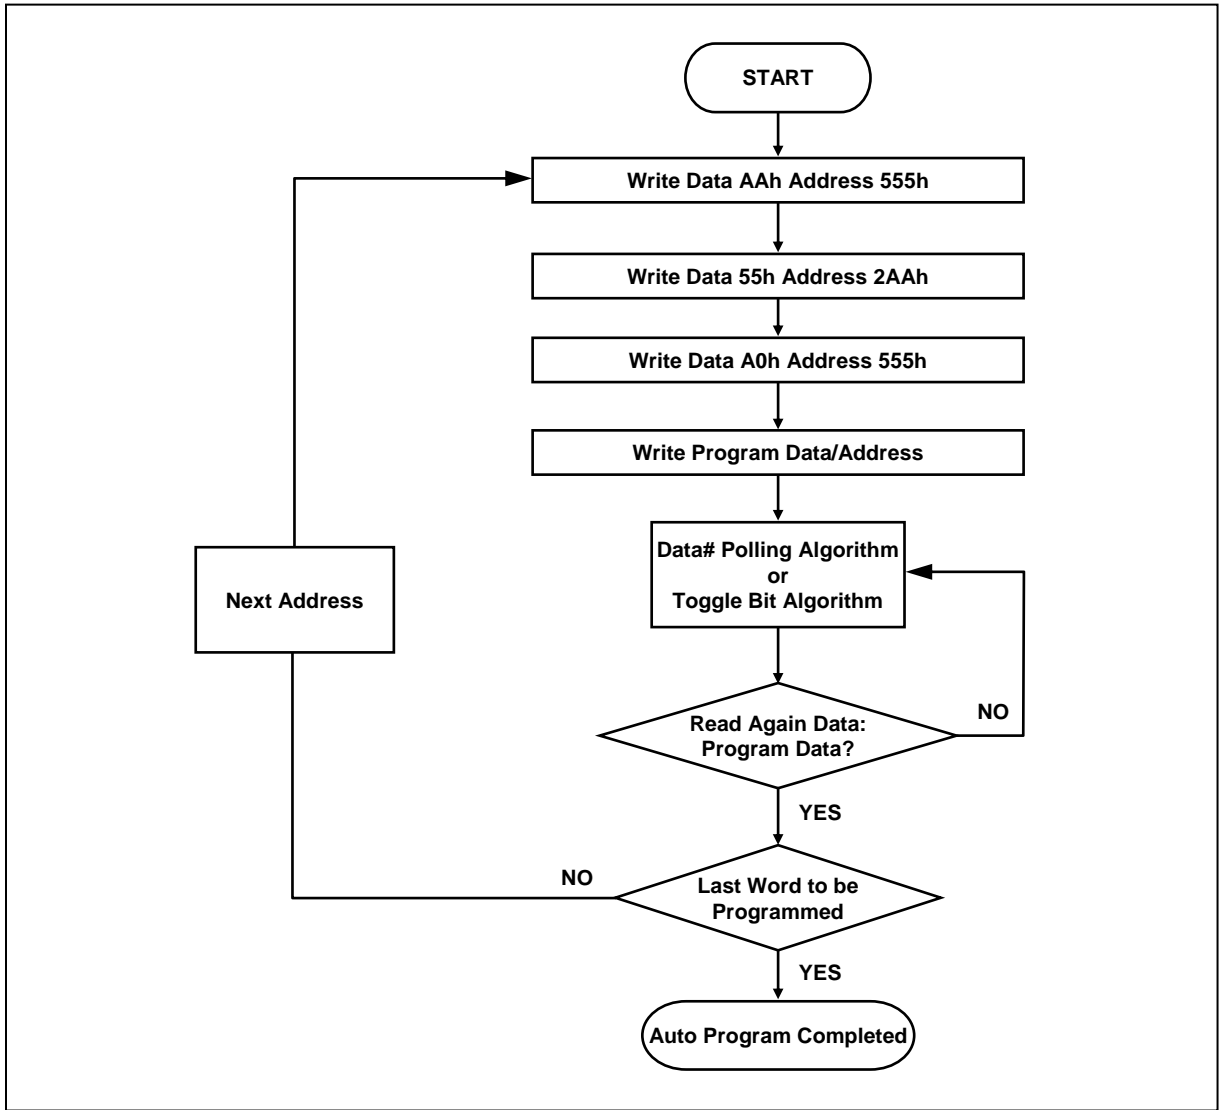 START
Write Data AAh Address 555h
Write Data 55h Address 2AAh
Write Data A0h Address 555h
Write Program Data/Address
Data# Polling Algorithm
or
Toggle Bit Algorithm
Next Address
Read Again Data:
Program Data?
NO
YES
Last Word to be
Programmed
NO
YES
Auto Program Completed